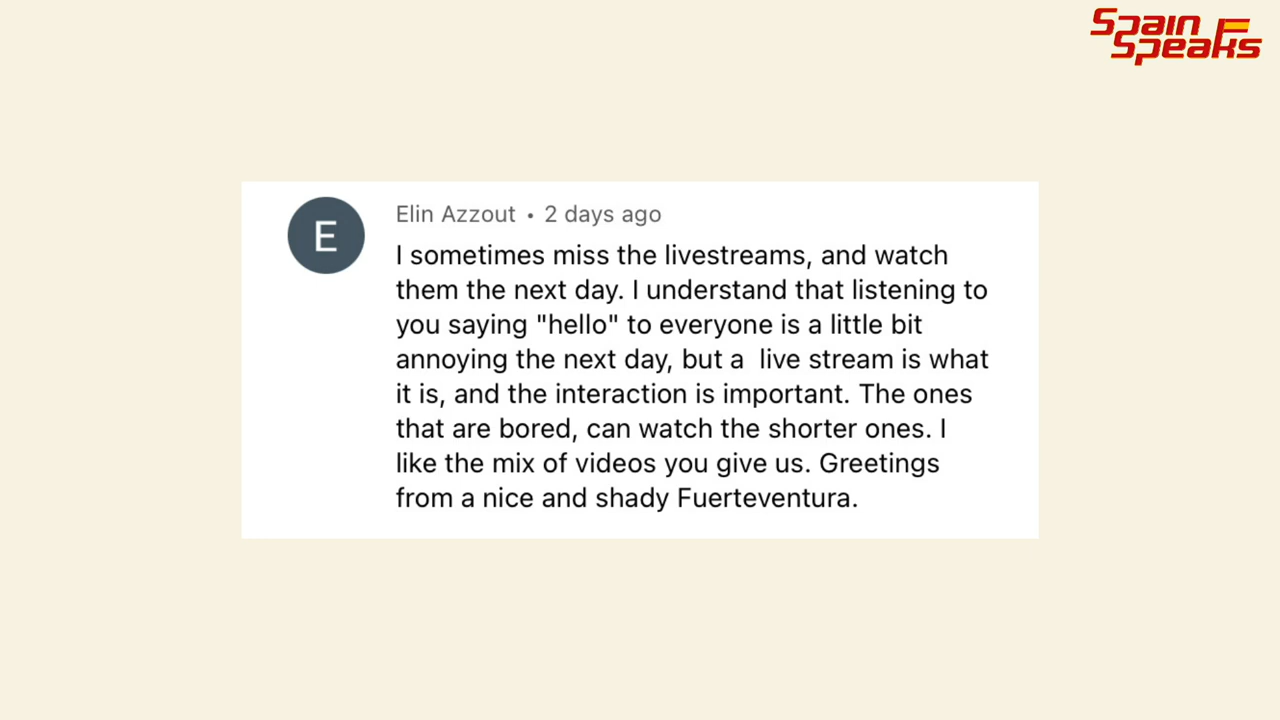 Spain
Speaks
E
Elin Azzout • 2 days ago
I sometimes miss the livestreams, and watch
them the next day. I understand that listening to
you saying "hello" to everyone is a little bit
annoying the next day, but a  live stream is what
it is, and the interaction is important. The ones
that are bored, can watch the shorter ones. I
like the mix of videos you give us. Greetings
from a nice and shady Fuerteventura.